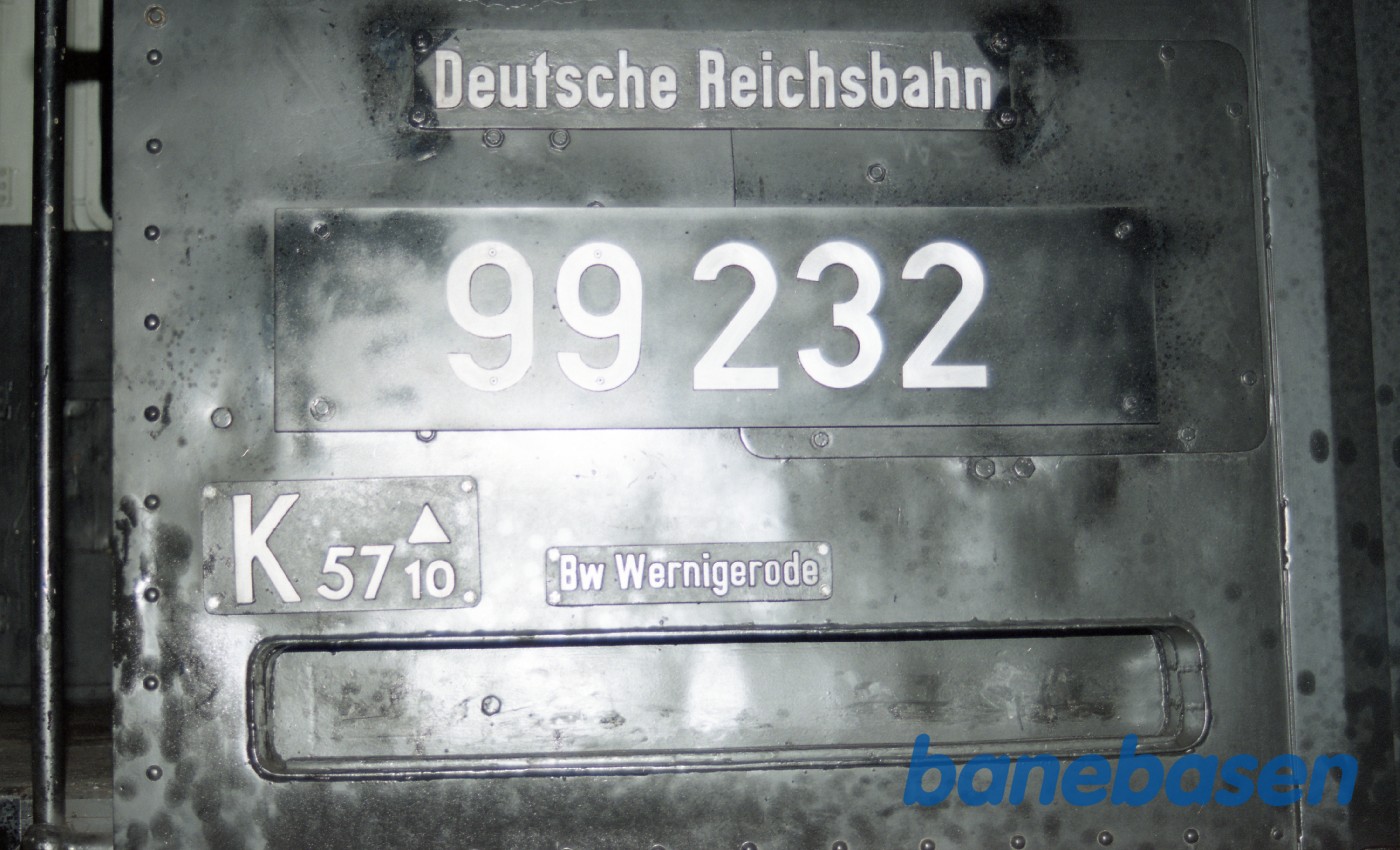 Deutsche Reichsbahn
99 232
K 57 10
Bw Wernigerode
banebasen